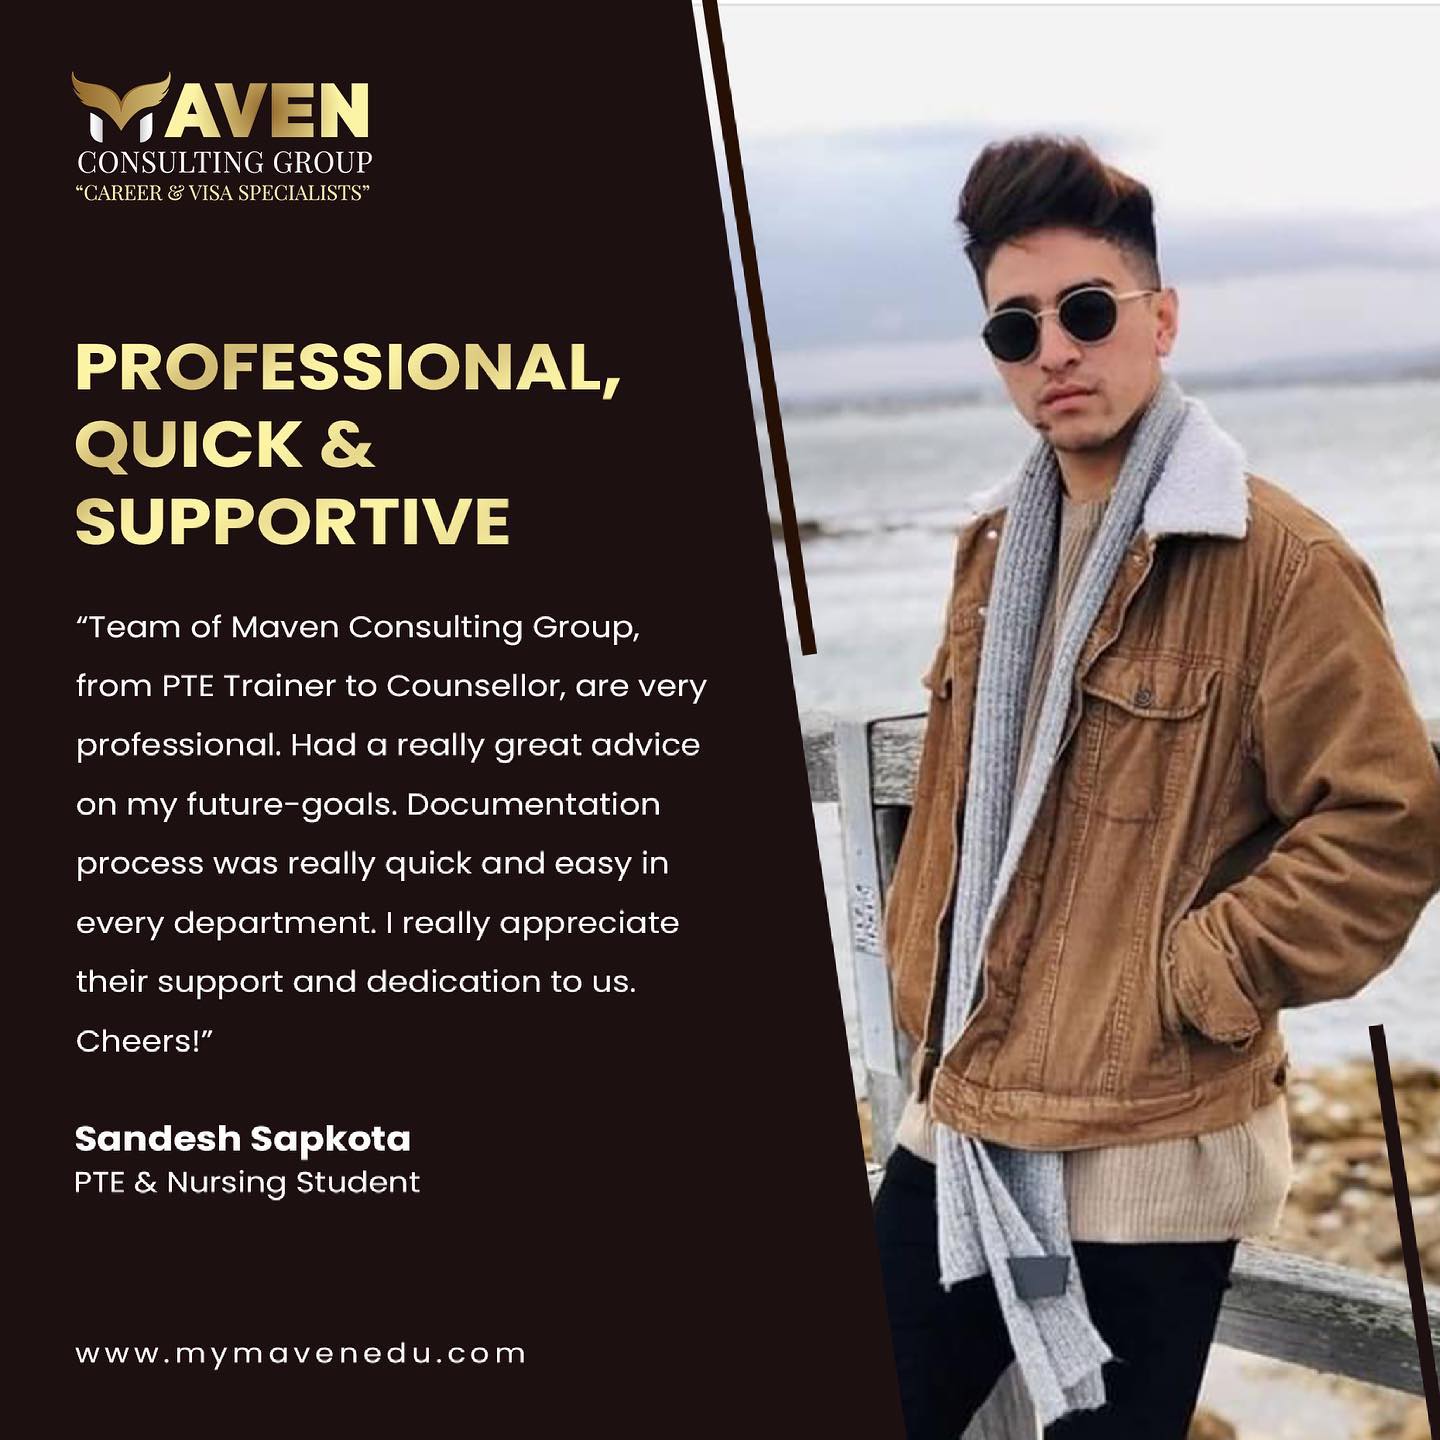 MAVEN
CONSULTING GROUP
“CAREER & VISA SPECIALISTS”
PROFESSIONAL,
QUICK &
SUPPORTIVE
“Team of Maven Consulting Group,
from PTE Trainer to Counsellor, are very
professional. Had a really great advice
on my future-goals. Documentation
process was really quick and easy in
every department. I really appreciate
their support and dedication to us.
Cheers!”
Sandesh Sapkota
PTE & Nursing Student
www.mymavenedu.com